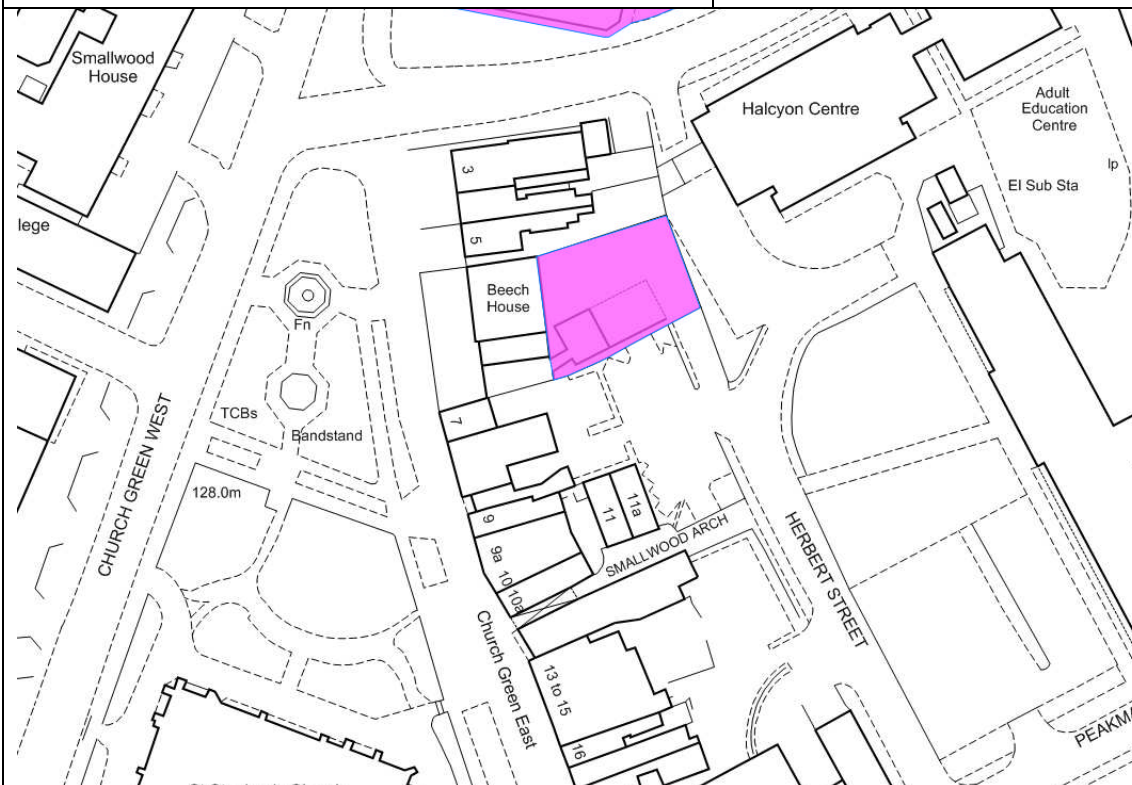 Smallwood
House
Halcyon Centre
Adult
Education
Centre
lp
El Sub Sta
lege
3
5
Beech
House
Fn
TCBs
Bandstand
7
CHURCH GREEN WEST
128.0m
9
9a
10
10a
11
11a
SMALLWOOD ARCH
HERBERT STREET
Church Green East
13 to 15
16
PEAKMA